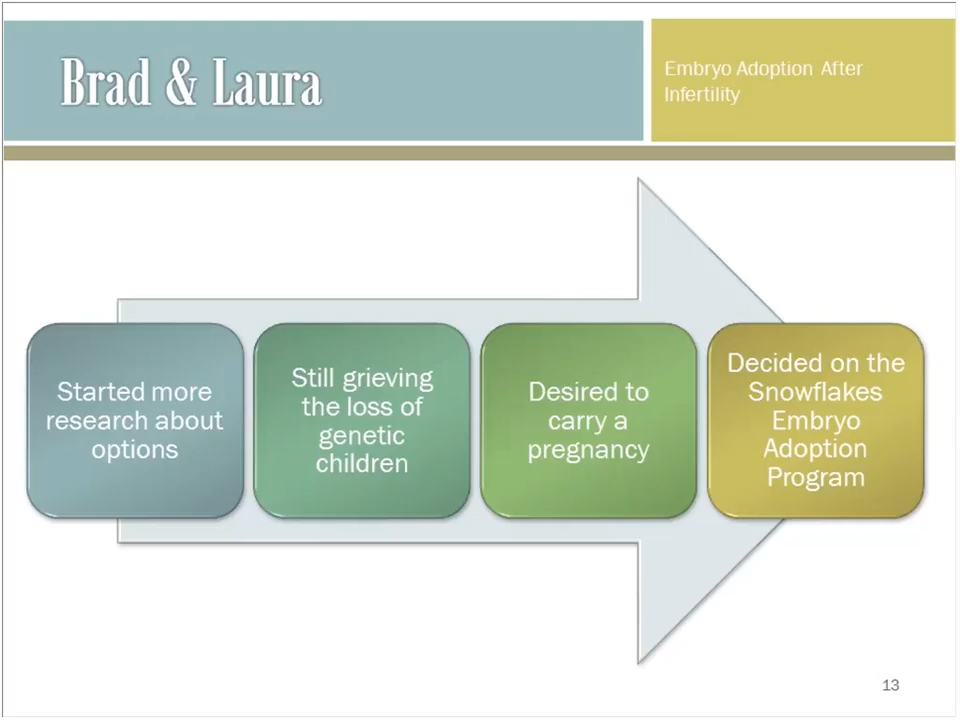 Brad & Laura
Embryo Adoption After
Infertility
Started more
research about
options
Still grieving
the loss of
genetic
children
Desired to
carry a
pregnancy
Decided on the
Snowflakes
Embryo
Adoption
Program
13